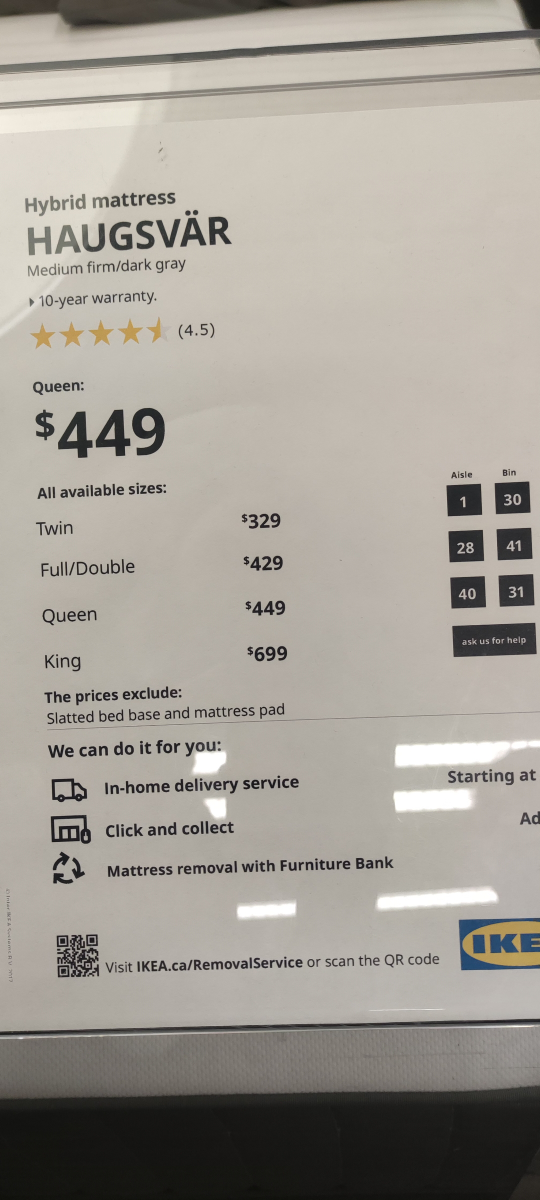 Hybrid mattress
HAUGSVÄR
Medium firm/dark gray
10-year warranty.
(4.5)
Queen:
$449
All available sizes:
Aisle Bin
Twin $329 1 30
Full/Double $429 28 41
Queen $449 40 31
King $699 ask us for help
The prices exclude:
Slatted bed base and mattress pad
We can do it for you:
In-home delivery service Starting at
Click and collect Ad
Mattress removal with Furniture Bank
Visit IKEA.ca/RemovalService or scan the QR code
IKE